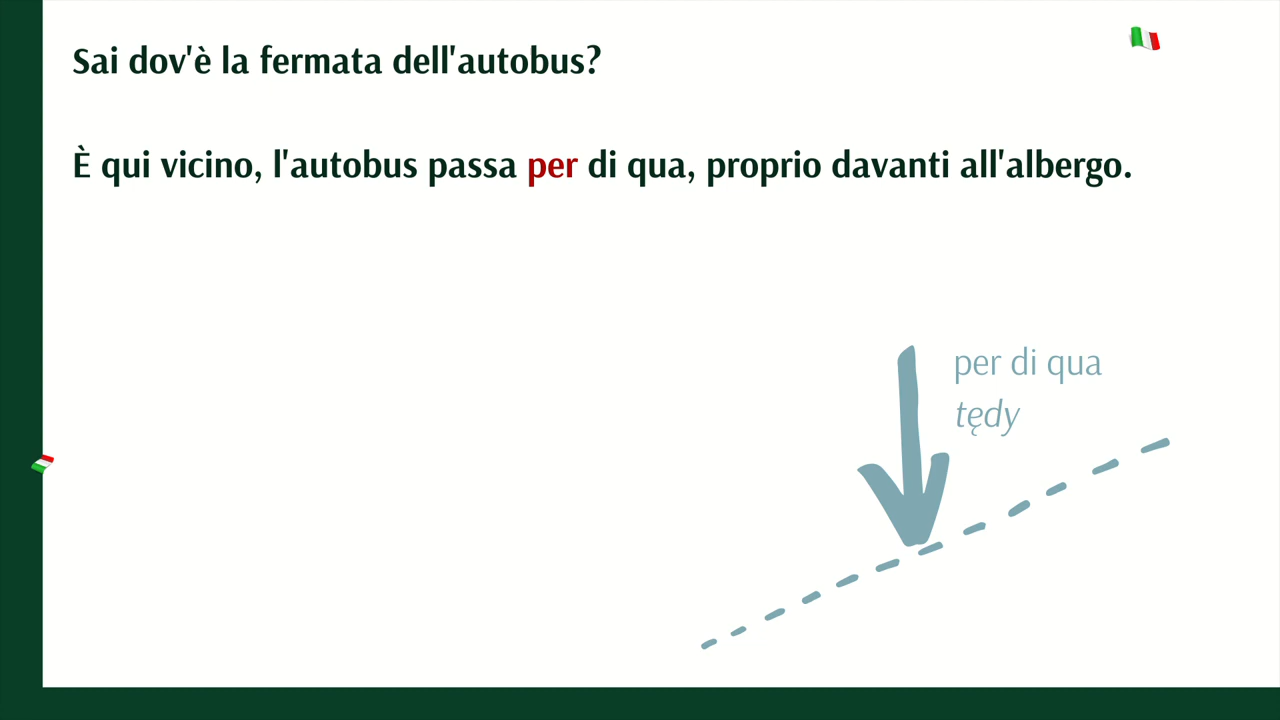 Sai dov'è la fermata dell'autobus?
È qui vicino, l'autobus passa per di qua, proprio davanti all'albergo.
per di qua
tędy